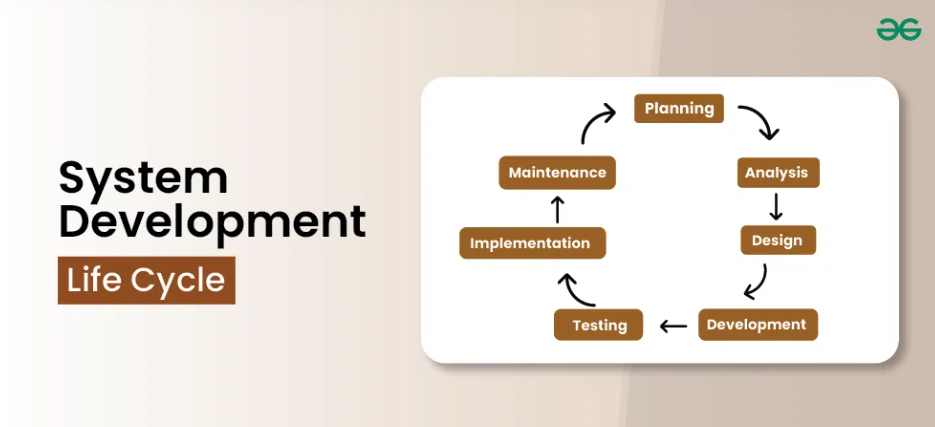 System
Development
Life Cycle
Planning
Analysis
Design
Development
Testing
Implementation
Maintenance